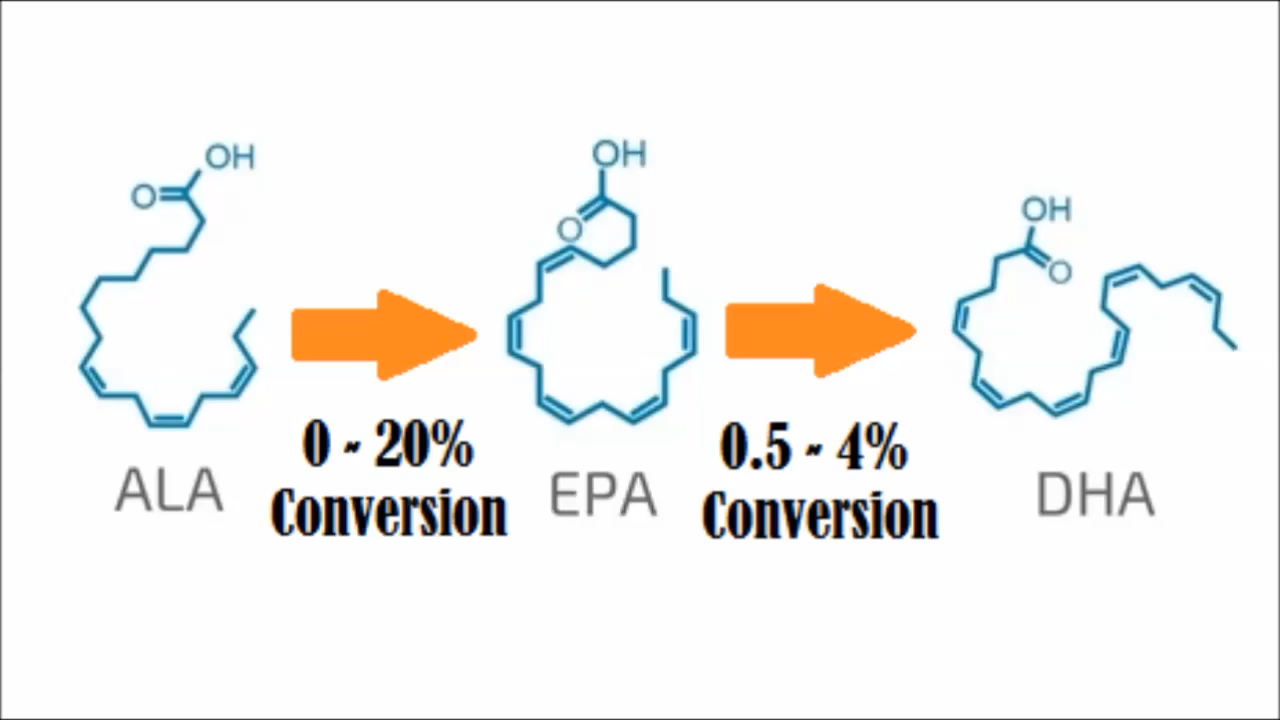 OH
O
ALA
0 - 20%
Conversion
OH
O
EPA
0.5 - 4%
Conversion
OH
O
DHA